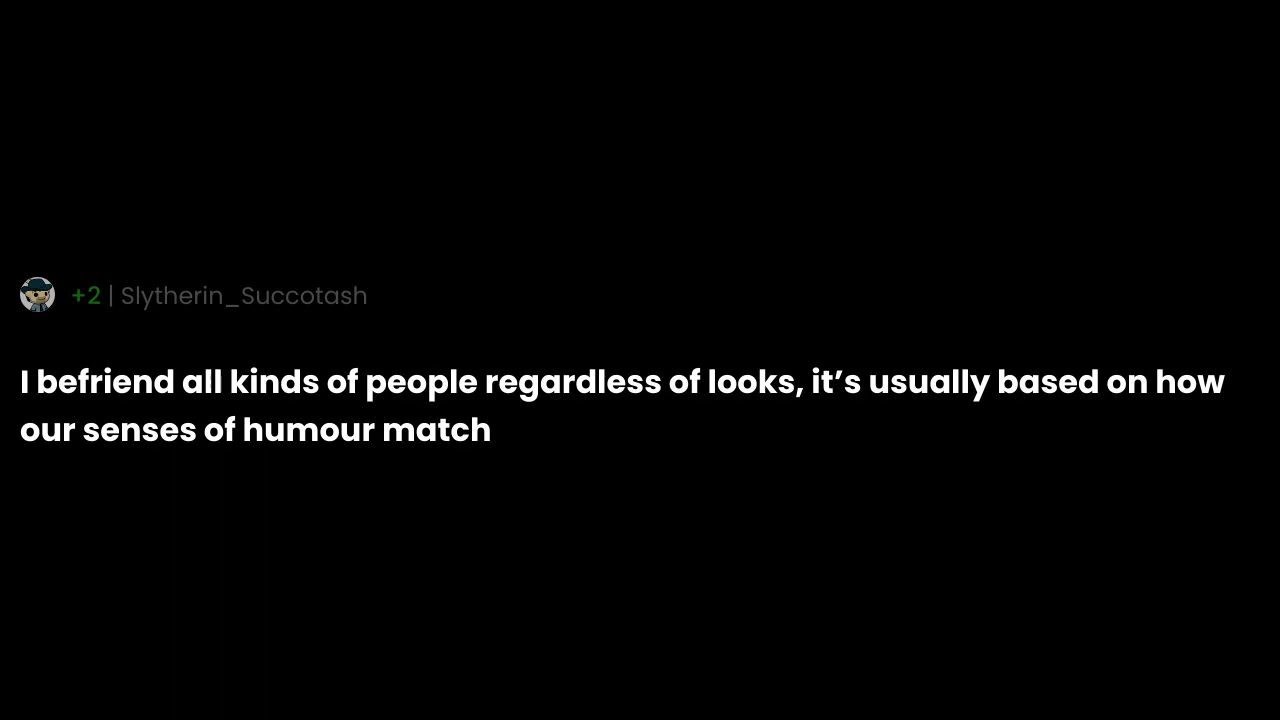 +2 | Slytherin_Succotash
I befriend all kinds of people regardless of looks, it’s usually based on how
our senses of humour match